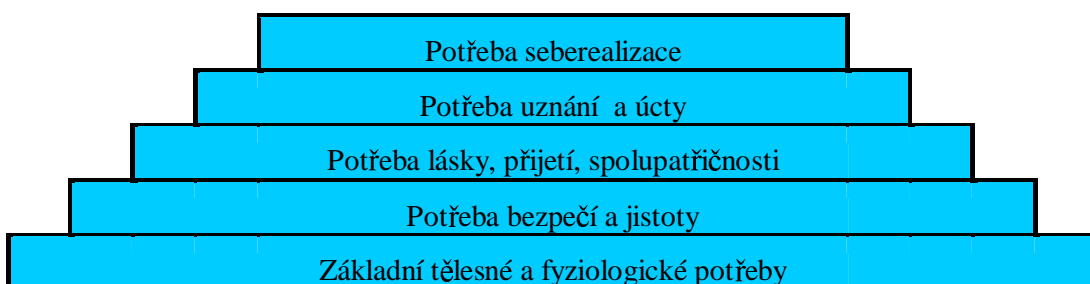 Potřeba seberealizace
Potřeba uznání a úcty
Potřeba lásky, přijetí, spolupatřičnosti
Potřeba bezpečí a jistoty
Základní tělesné a fyziologické potřeby